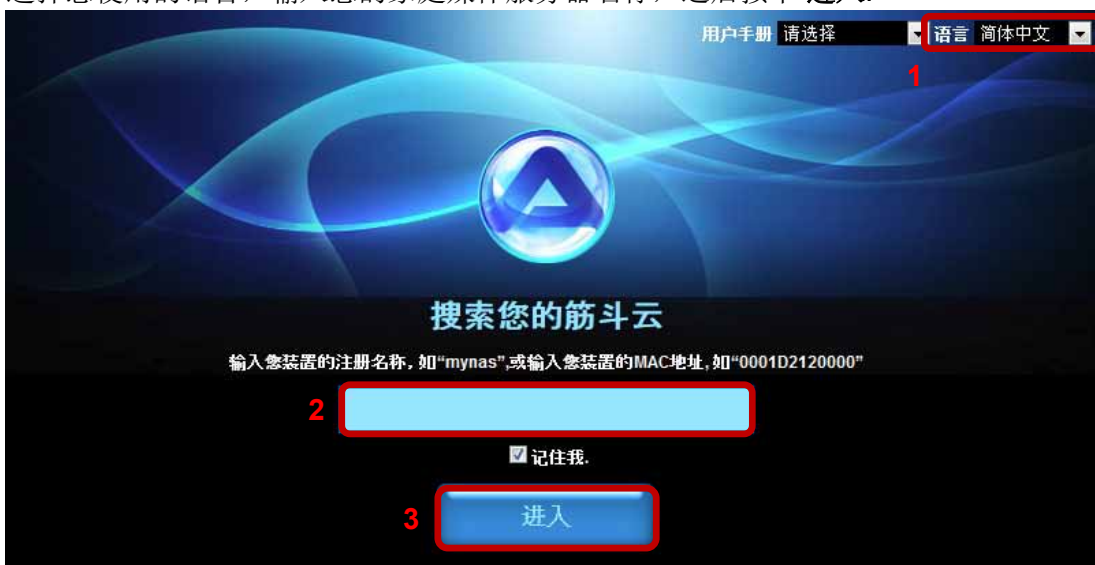 用户手册 请选择 语言 简体中文
1
搜索您的筋斗云
输入您装置的注册名称, 如“mynas”,或输入您装置的MAC地址, 如“0001D2120000”
2
记住我.
3 进入